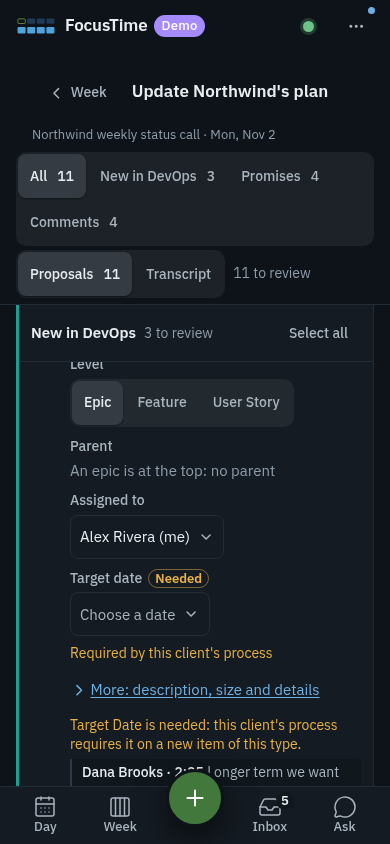 FocusTime Demo
Week Update Northwind's plan
Northwind weekly status call · Mon, Nov 2
All 11 New in DevOps 3 Promises 4
Comments 4
Proposals 11 Transcript 11 to review
New in DevOps 3 to review Select all
Level
Epic Feature User Story
Parent
An epic is at the top: no parent
Assigned to
Alex Rivera (me)
Target date Needed
Choose a date
Required by this client's process
More: description, size and details
Target Date is needed: this client's process
requires it on a new item of this type.
Dana Brooks · onger term we want
Day Week Inbox 5 Ask